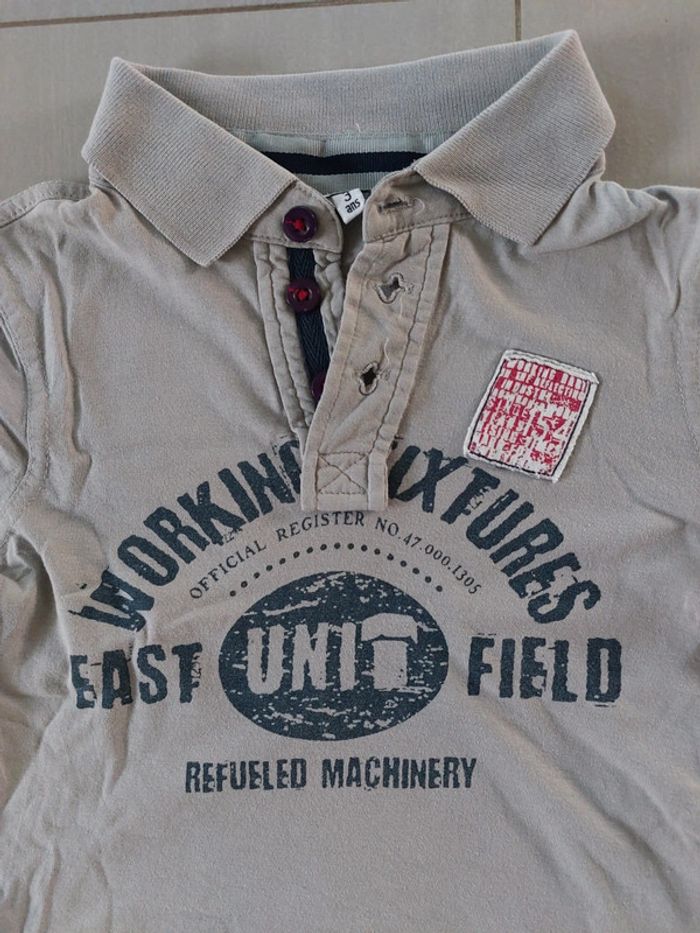 3
ans
WORKING FIXTURES
OFFICIAL REGISTER NO.47.000.1305
EAST UNIT FIELD
REFUELED MACHINERY